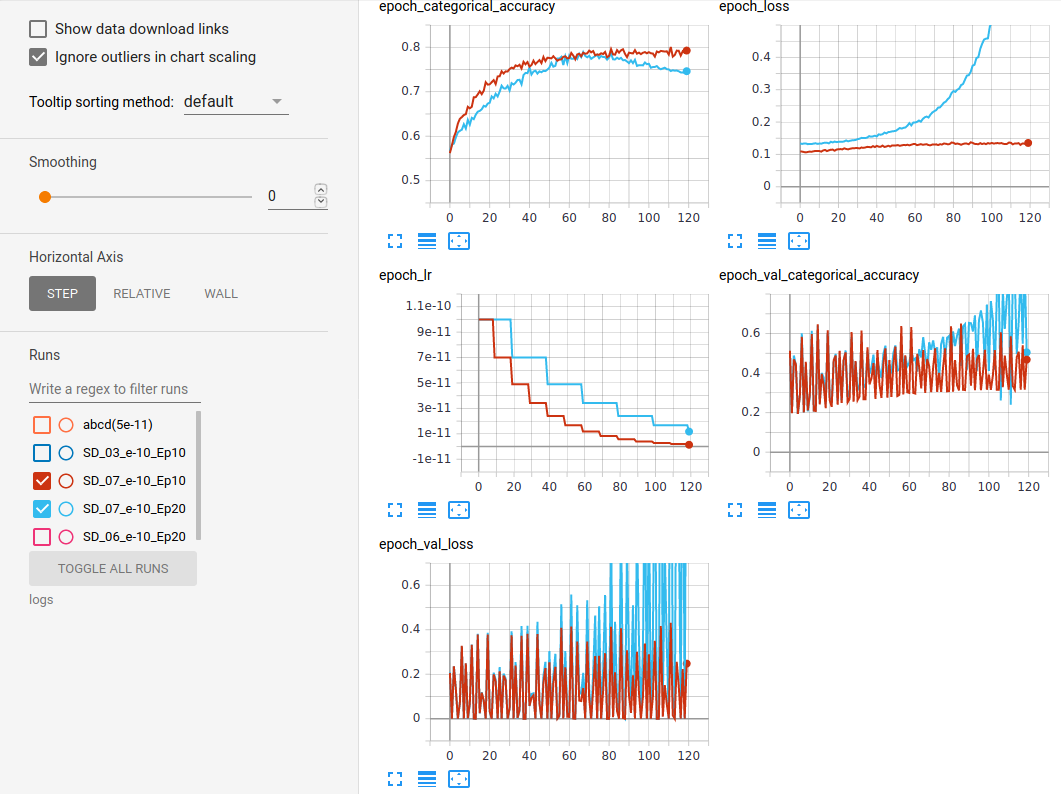 Show data download links
Ignore outliers in chart scaling
Tooltip sorting method: default
Smoothing
0
Horizontal Axis
STEP RELATIVE WALL
Runs
Write a regex to filter runs
abcd(5e-11)
SD_03_e-10_Ep10
SD_07_e-10_Ep10
SD_07_e-10_Ep20
SD_06_e-10_Ep20
TOGGLE ALL RUNS
logs
epoch_categorical_accuracy
0.8
0.7
0.6
0.5
0 20 40 60 80 100 120
epoch_loss
0.4
0.3
0.2
0.1
0
0 20 40 60 80 100 120
epoch_lr
1.1e-10
9e-11
7e-11
5e-11
3e-11
1e-11
-1e-11
0 20 40 60 80 100 120
epoch_val_categorical_accuracy
0.6
0.4
0.2
0
0 20 40 60 80 100 120
epoch_val_loss
0.6
0.4
0.2
0
0 20 40 60 80 100 120